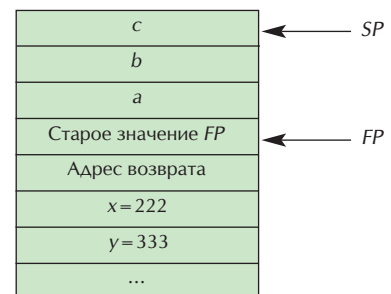 c SP
b
a
Старое значение FP FP
Адрес возврата
x=222
y=333
...